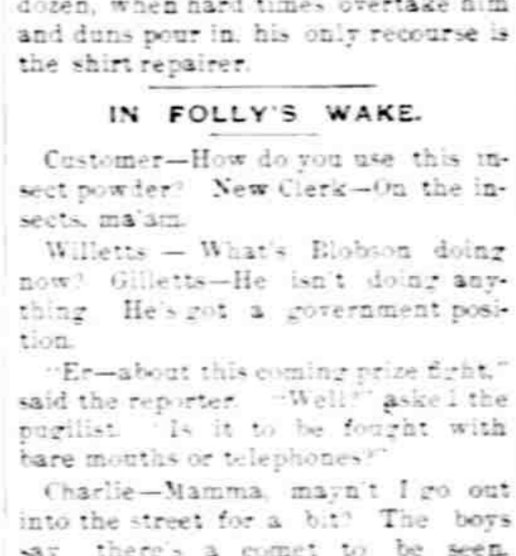 dozen, when hard times overtake him
and duns pour in, his only recourse is
the shirt repairer.
IN FOLLY'S WAKE.
Customer—How do you use this in-
sect powder? New Clerk—On the in-
sects, ma'am.
Willetts — What's Blobson doing
now? Gilletts—He isn't doing any-
thing He's got a government posi-
tion.
"Er—about this coming prize fight,"
said the reporter. "Well?" aske l the
pugilist. "Is it to be fought with
bare mouths or telephones?"
Charlie—Mamma, mayn't I go out
into the street for a bit? The boys
say there's a comet to be seen.